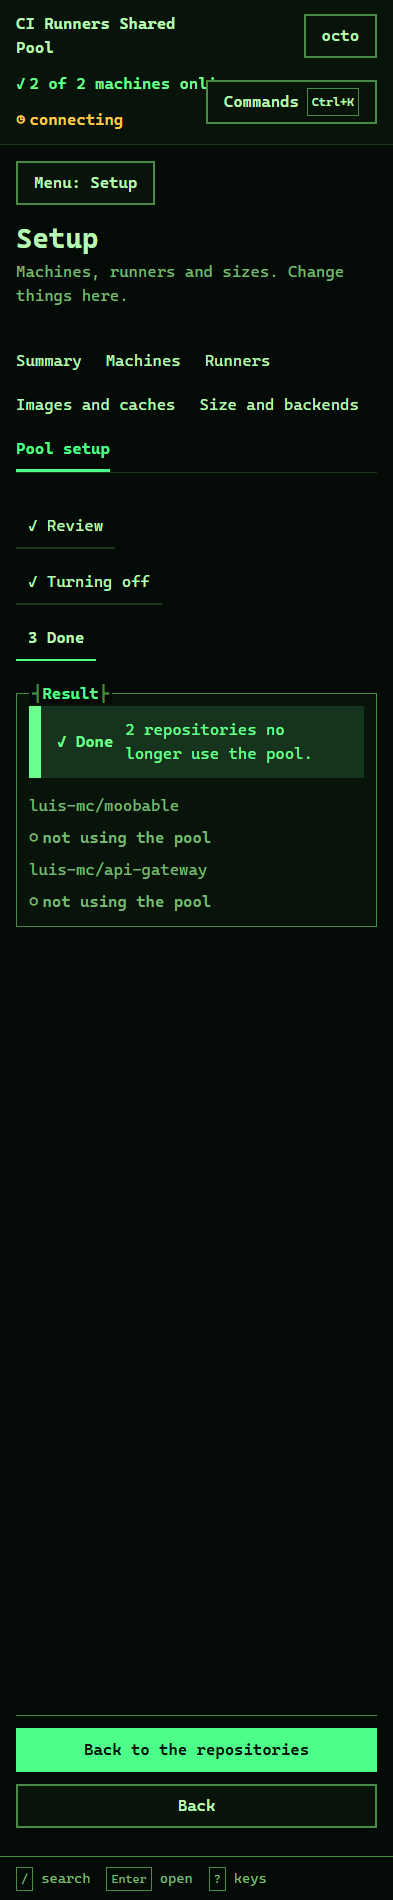 CI Runners Shared
Pool
octo
✓ 2 of 2 machines
Commands Ctrl+K
connecting
Menu: Setup
Setup
Machines, runners and sizes. Change
things here.
Summary Machines Runners
Images and caches Size and backends
Pool setup
✓ Review
✓ Turning off
3 Done
Result
✓ Done
2 repositories no
longer use the pool.
luis-mc/moobable
not using the pool
luis-mc/api-gateway
not using the pool
Back to the repositories
Back
/ search Enter open ? keys